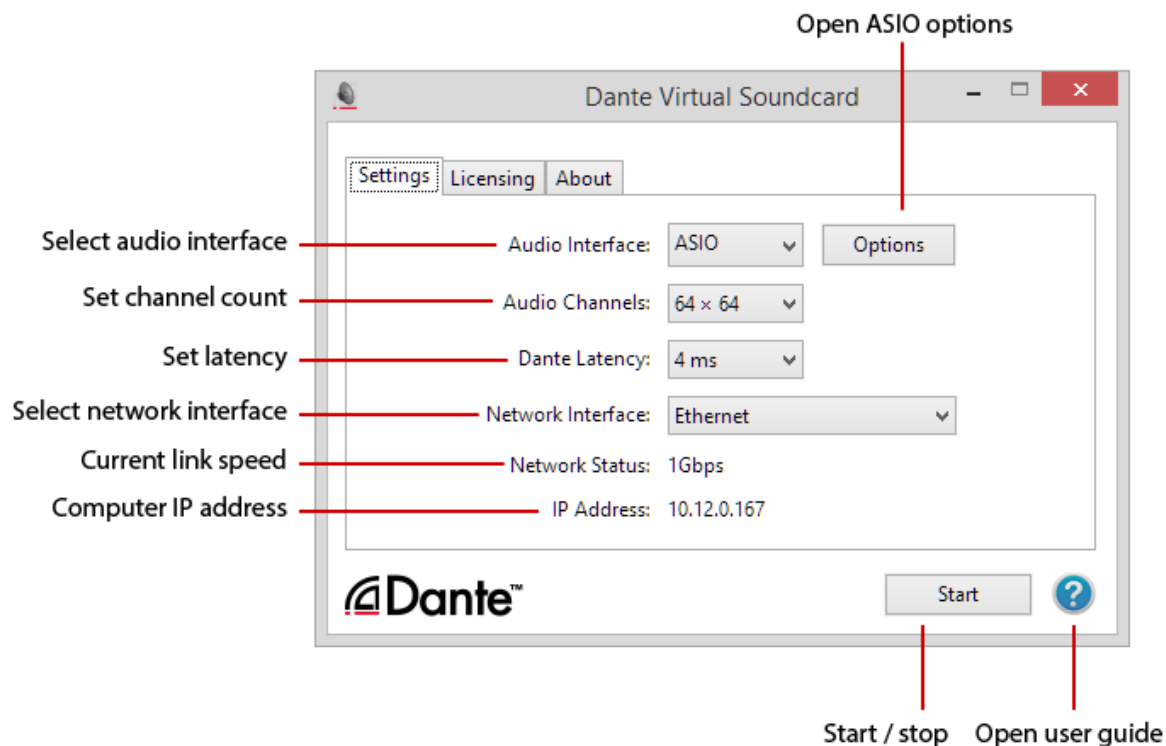 Open ASIO options
Dante Virtual Soundcard
Settings Licensing About
Select audio interface Audio Interface: ASIO Options
Set channel count Audio Channels: 64 × 64
Set latency Dante Latency: 4 ms
Select network interface Network Interface: Ethernet
Current link speed Network Status: 1Gbps
Computer IP address IP Address: 10.12.0.167
Dante™ Start ?
Start / stop Open user guide